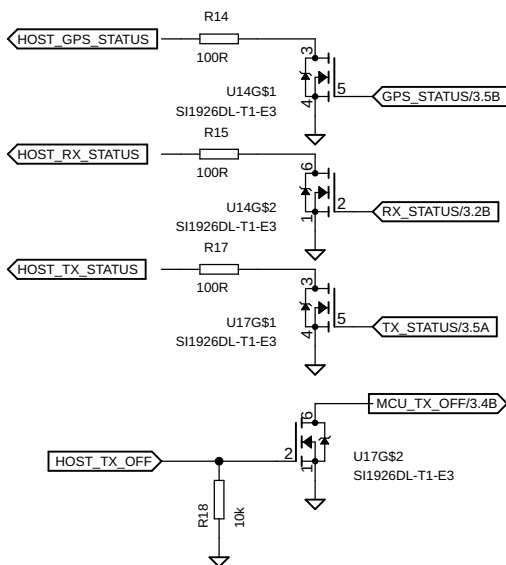 R14
HOST_GPS_STATUS
100R
3
U14G$1
5
GPS_STATUS/3.5B
4
SI1926DL-T1-E3
R15
HOST_RX_STATUS
100R
6
U14G$2
2
RX_STATUS/3.2B
1
SI1926DL-T1-E3
R17
HOST_TX_STATUS
100R
3
U17G$1
5
TX_STATUS/3.5A
4
SI1926DL-T1-E3
MCU_TX_OFF/3.4B
6
HOST_TX_OFF
2
1
U17G$2
SI1926DL-T1-E3
R18
10k